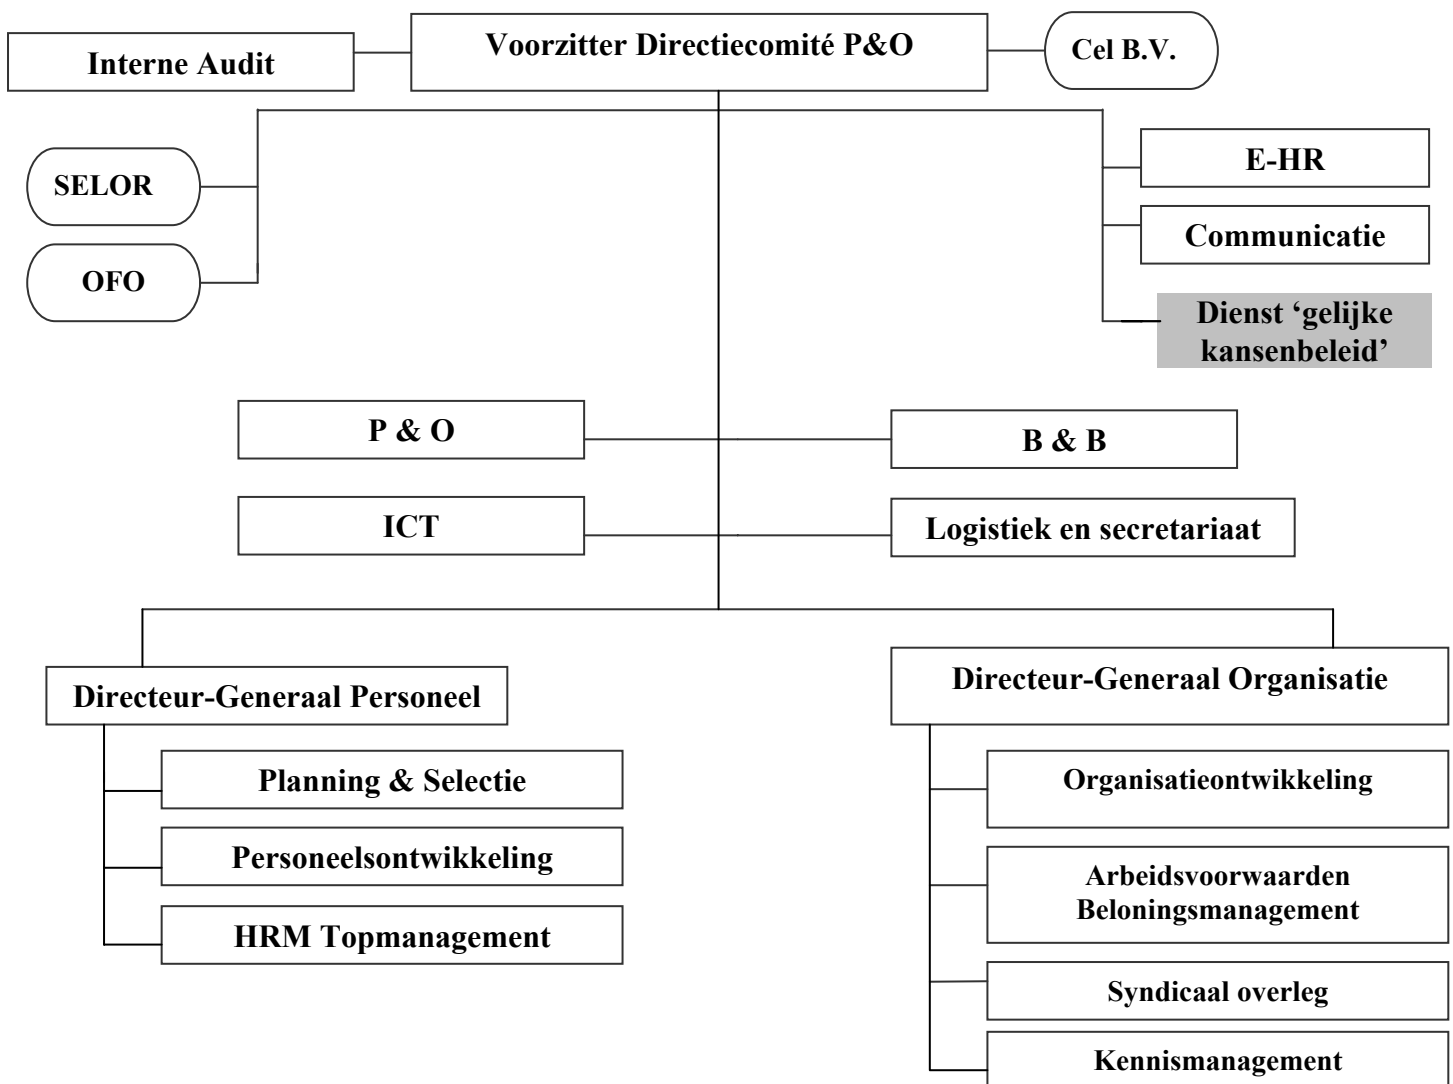 Voorzitter Directiecomité P&O
Interne Audit
Cel B.V.
SELOR
OFO
E-HR
Communicatie
Dienst ‘gelijke
kansenbeleid’
P & O
B & B
ICT
Logistiek en secretariaat
Directeur-Generaal Personeel
Planning & Selectie
Personeelsontwikkeling
HRM Topmanagement
Directeur-Generaal Organisatie
Organisatieontwikkeling
Arbeidsvoorwaarden
Beloningsmanagement
Syndicaal overleg
Kennismanagement